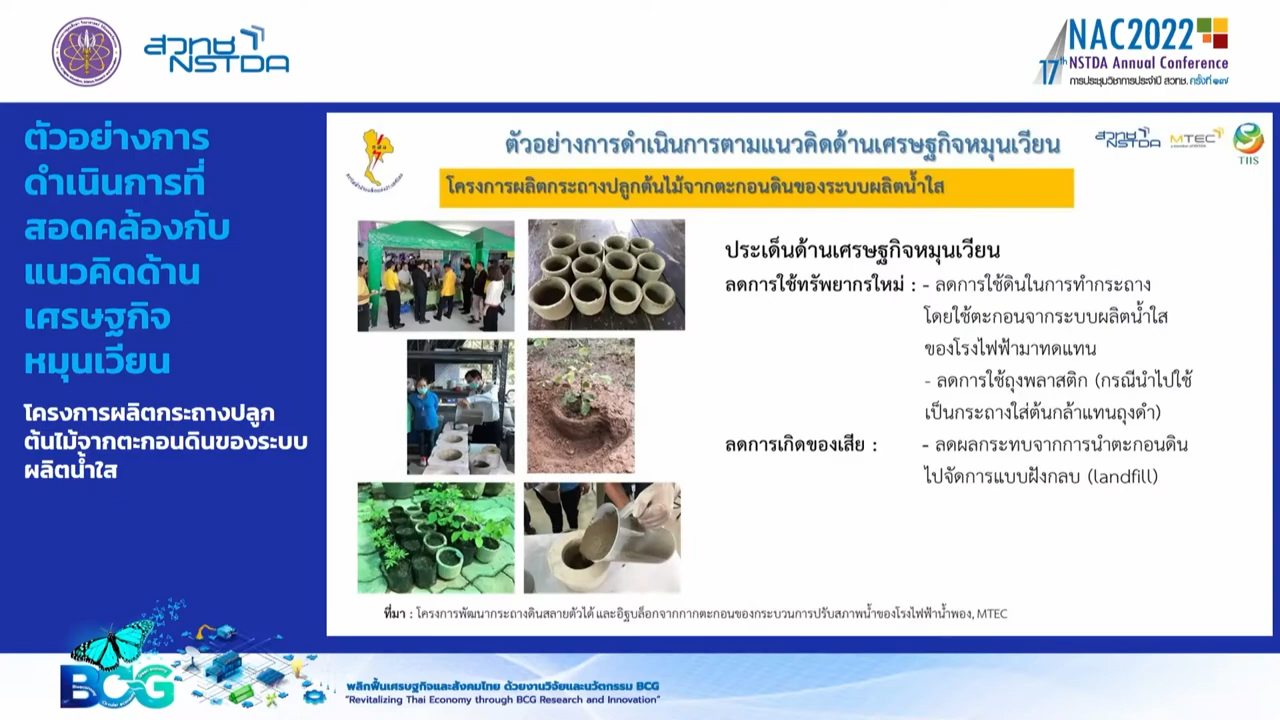 สวทช
NSTDA
NAC2022
17th NSTDA Annual Conference
การประชุมวิชาการประจำปี สวทช. ครั้งที่ ๑๗
ตัวอย่างการ
ดำเนินการที่
สอดคล้องกับ
แนวคิดด้าน
เศรษฐกิจ
หมุนเวียน
โครงการผลิตกระถางปลูก
ต้นไม้จากตะกอนดินของระบบ
ผลิตน้ำใส
ตัวอย่างการดำเนินการตามแนวคิดด้านเศรษฐกิจหมุนเวียน
สวทช
NSTDA
MTEC
a member of NSTDA
TIIS
โครงการผลิตกระถางปลูกต้นไม้จากตะกอนดินของระบบผลิตน้ำใส
ประเด็นด้านเศรษฐกิจหมุนเวียน
ลดการใช้ทรัพยากรใหม่ : - ลดการใช้ดินในการทำกระถาง
โดยใช้ตะกอนจากระบบผลิตน้ำใส
ของโรงไฟฟ้ามาทดแทน
- ลดการใช้ถุงพลาสติก (กรณีนำไปใช้
เป็นกระถางใส่ต้นกล้าแทนถุงดำ)
ลดการเกิดของเสีย : - ลดผลกระทบจากการนำตะกอนดิน
ไปจัดการแบบฝังกลบ (landfill)
ที่มา : โครงการพัฒนากระถางดินสลายตัวได้ และอิฐบล็อกจากกากตะกอนของกระบวนการปรับสภาพน้ำของโรงไฟฟ้าน้ำพอง, MTEC
BCG
พลิกฟื้นเศรษฐกิจและสังคมไทย ด้วยงานวิจัยและนวัตกรรม BCG
"Revitalizing Thai Economy through BCG Research and Innovation"